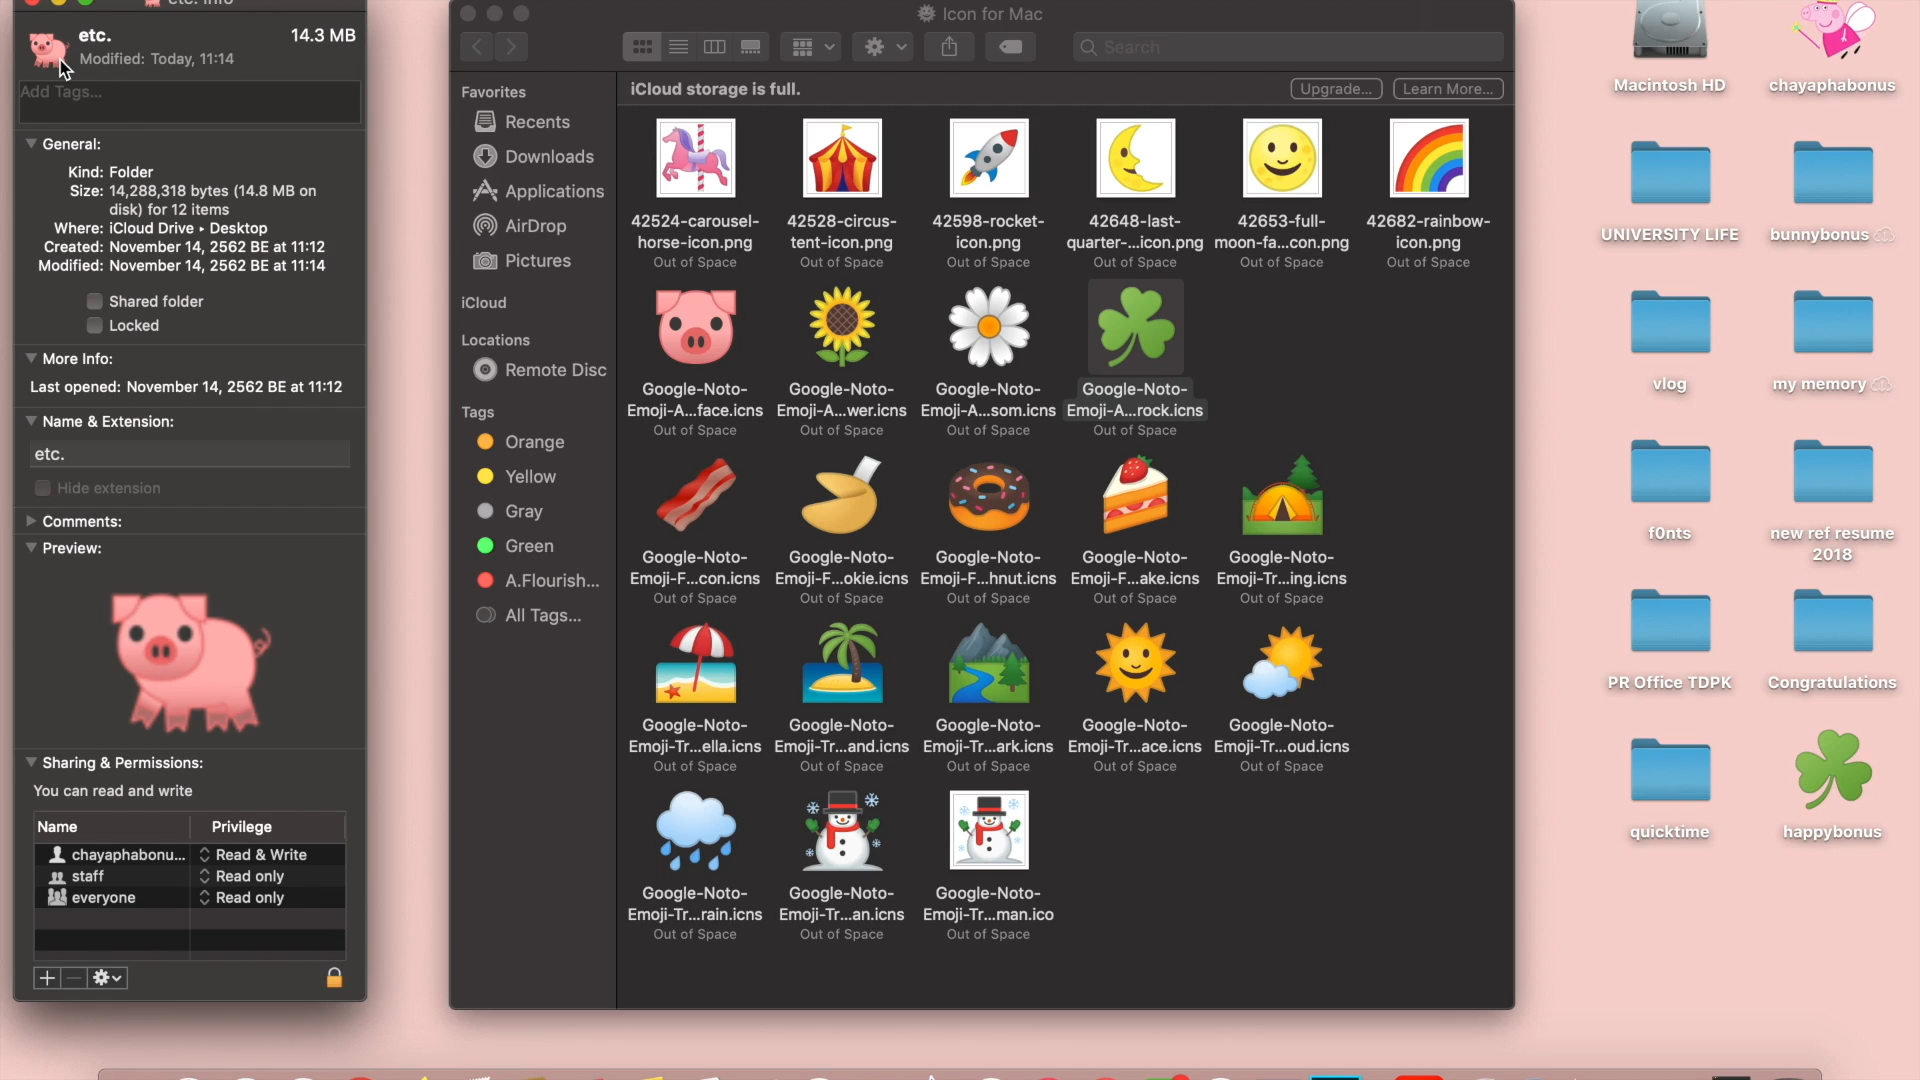 etc.
14.3 MB
Modified: Today, 11:14
Add Tags...
General:
Kind: Folder
Size: 14,288,318 bytes (14.8 MB on
disk) for 12 items
Where: iCloud Drive ▸ Desktop
Created: November 14, 2562 BE at 11:12
Modified: November 14, 2562 BE at 11:14
Shared folder
Locked
More Info:
Last opened: November 14, 2562 BE at 11:12
Name & Extension:
etc.
Hide extension
Comments:
Preview:
Sharing & Permissions:
You can read and write
Name Privilege
chayaphabonu... Read & Write
staff Read only
everyone Read only
Icon for Mac
Search
Favorites
Recents
Downloads
Applications
AirDrop
Pictures
iCloud
Locations
Remote Disc
Tags
Orange
Yellow
Gray
Green
A.Flourish...
All Tags...
iCloud storage is full.
Upgrade... Learn More...
42524-carousel-
horse-icon.png
Out of Space
42528-circus-
tent-icon.png
Out of Space
42598-rocket-
icon.png
Out of Space
42648-last-
quarter-...icon.png
Out of Space
42653-full-
moon-fa...con.png
Out of Space
42682-rainbow-
icon.png
Out of Space
Google-Noto-
Emoji-A...face.icns
Out of Space
Google-Noto-
Emoji-A...wer.icns
Out of Space
Google-Noto-
Emoji-A...som.icns
Out of Space
Google-Noto-
Emoji-A...rock.icns
Out of Space
Google-Noto-
Emoji-F...con.icns
Out of Space
Google-Noto-
Emoji-F...okie.icns
Out of Space
Google-Noto-
Emoji-F...hnut.icns
Out of Space
Google-Noto-
Emoji-F...ake.icns
Out of Space
Google-Noto-
Emoji-Tr...ing.icns
Out of Space
Google-Noto-
Emoji-Tr...ella.icns
Out of Space
Google-Noto-
Emoji-Tr...and.icns
Out of Space
Google-Noto-
Emoji-Tr...ark.icns
Out of Space
Google-Noto-
Emoji-Tr...ace.icns
Out of Space
Google-Noto-
Emoji-Tr...oud.icns
Out of Space
Google-Noto-
Emoji-Tr...rain.icns
Out of Space
Google-Noto-
Emoji-Tr...an.icns
Out of Space
Google-Noto-
Emoji-Tr...man.ico
Out of Space
Macintosh HD
chayaphabonus
UNIVERSITY LIFE
bunnybonus
vlog
my memory
f0nts
new ref resume
2018
PR Office TDPK
Congratulations
quicktime
happybonus